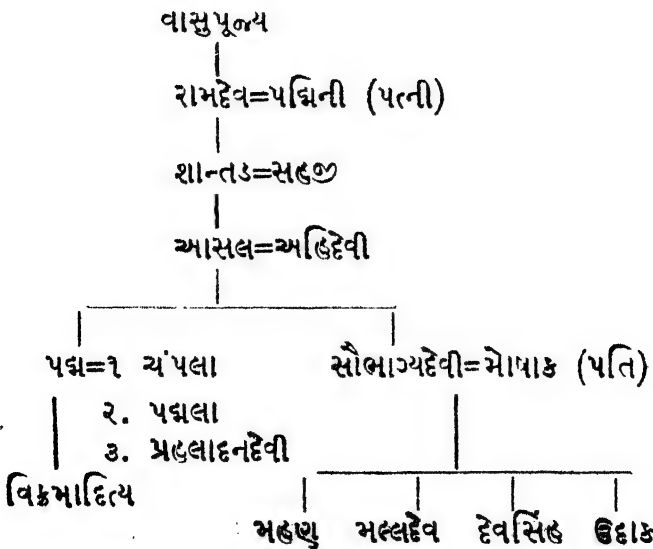 વાસુપૂજ્ય
રામદેવ=પદ્મિની (પત્ની)
શાન્તડ=સહજી
આસલ=અહિદેવી
પદ્મ=૧ ચંપલા
સૌભાગ્યદેવી=મોષાક (પતિ)
૨. પદ્મલા
૩. પ્રહલાદનદેવી
વિક્રમાદિત્ય
મહણુ મલ્લદેવ દેવસિંહ ઉદ્દાક